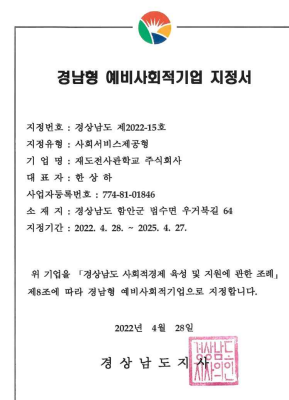 경남형 예비사회적기업 지정서
지정번호 : 경상남도 제2022-15호
지정유형 : 사회서비스제공형
기 업 명 : 재도전사관학교 주식회사
대 표 자 : 한 상 하
사업자등록번호 : 774-81-01846
소 재 지 : 경상남도 함안군 법수면 우거북길 64
지정기간 : 2022. 4. 28. ~ 2025. 4. 27.
위 기업을 「경상남도 사회적경제 육성 및 지원에 관한 조례」
제8조에 따라 경남형 예비사회적기업으로 지정합니다.
2022년 4월 28일
경 상 남 도 지 사